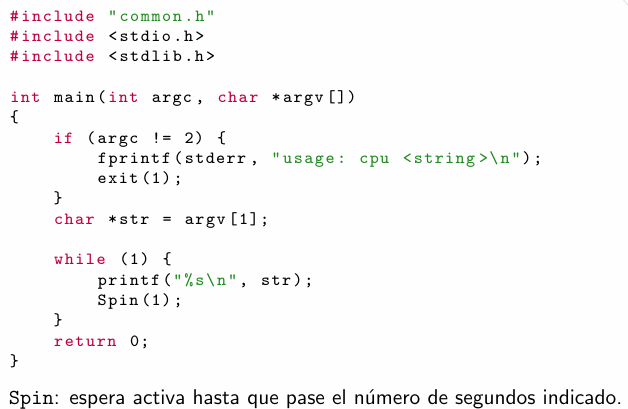 #include "common.h"
#include <stdio.h>
#include <stdlib.h>

int main(int argc, char *argv[])
{
    if (argc != 2) {
        fprintf(stderr, "usage: cpu <string>\n");
        exit(1);
    }
    char *str = argv[1];

    while (1) {
        printf("%s\n", str);
        Spin(1);
    }
    return 0;
}
Spin: espera activa hasta que pase el número de segundos indicado.